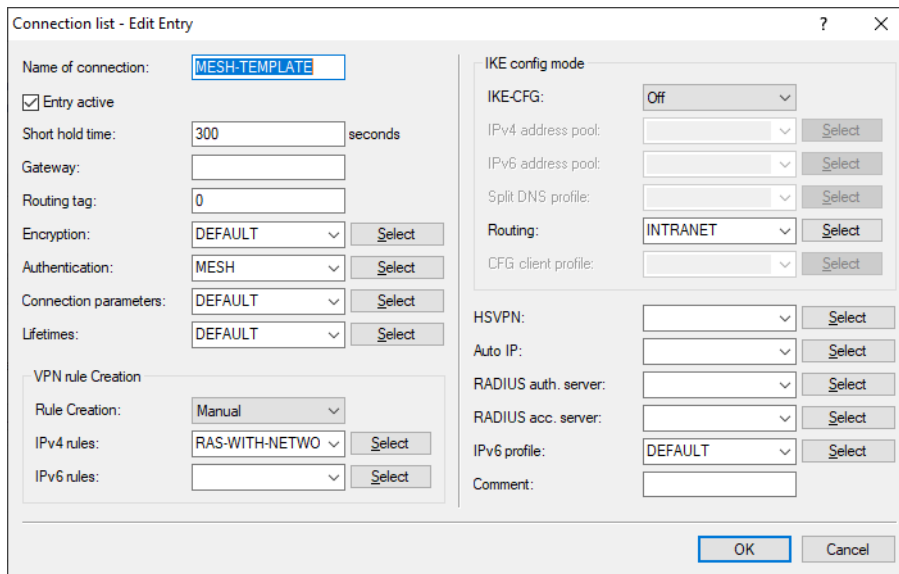 Connection list - Edit Entry
?
Name of connection:
MESH-TEMPLATE
Entry active
Short hold time:
300
seconds
Gateway:
Routing tag:
0
Encryption:
DEFAULT
Select
Authentication:
MESH
Select
Connection parameters:
DEFAULT
Select
Lifetimes:
DEFAULT
Select
VPN rule Creation
Rule Creation:
Manual
IPv4 rules:
RAS-WITH-NETWO
Select
IPv6 rules:
Select
IKE config mode
IKE-CFG:
Off
IPv4 address pool:
Select
IPv6 address pool:
Select
Split DNS profile:
Select
Routing:
INTRANET
Select
CFG client profile:
Select
HSVPN:
Select
Auto IP:
Select
RADIUS auth. server:
Select
RADIUS acc. server:
Select
IPv6 profile:
DEFAULT
Select
Comment:
OK
Cancel